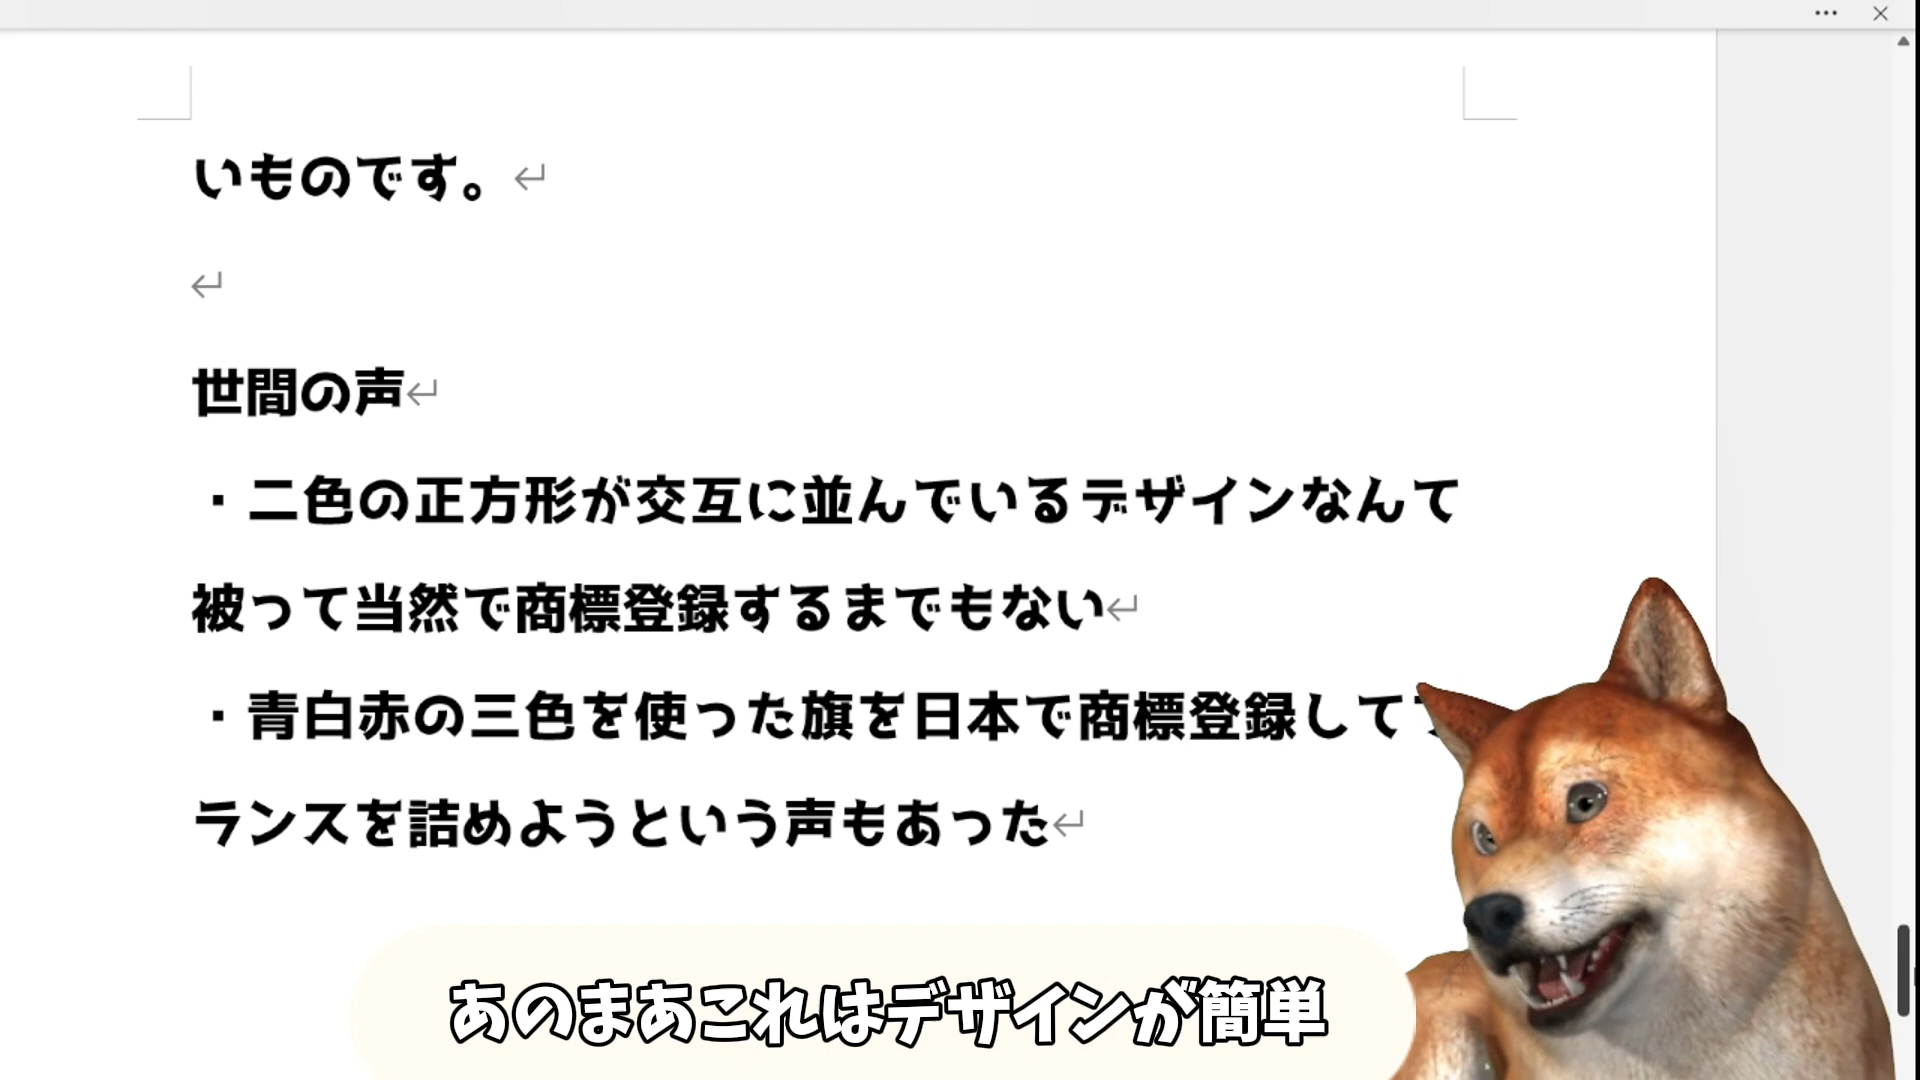 いものです。
世間の声
・二色の正方形が交互に並んでいるデザインなんて
被って当然で商標登録するまでもない
・青白赤の三色を使った旗を日本で商標登録して
ランスを詰めようという声もあった
あのまあこれはデザインが簡単